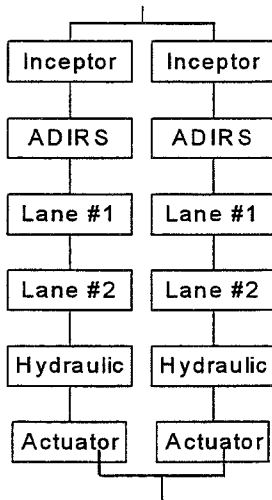 Inceptor Inceptor
ADIRS ADIRS
Lane #1 Lane #1
Lane #2 Lane #2
Hydraulic Hydraulic
Actuator Actuator